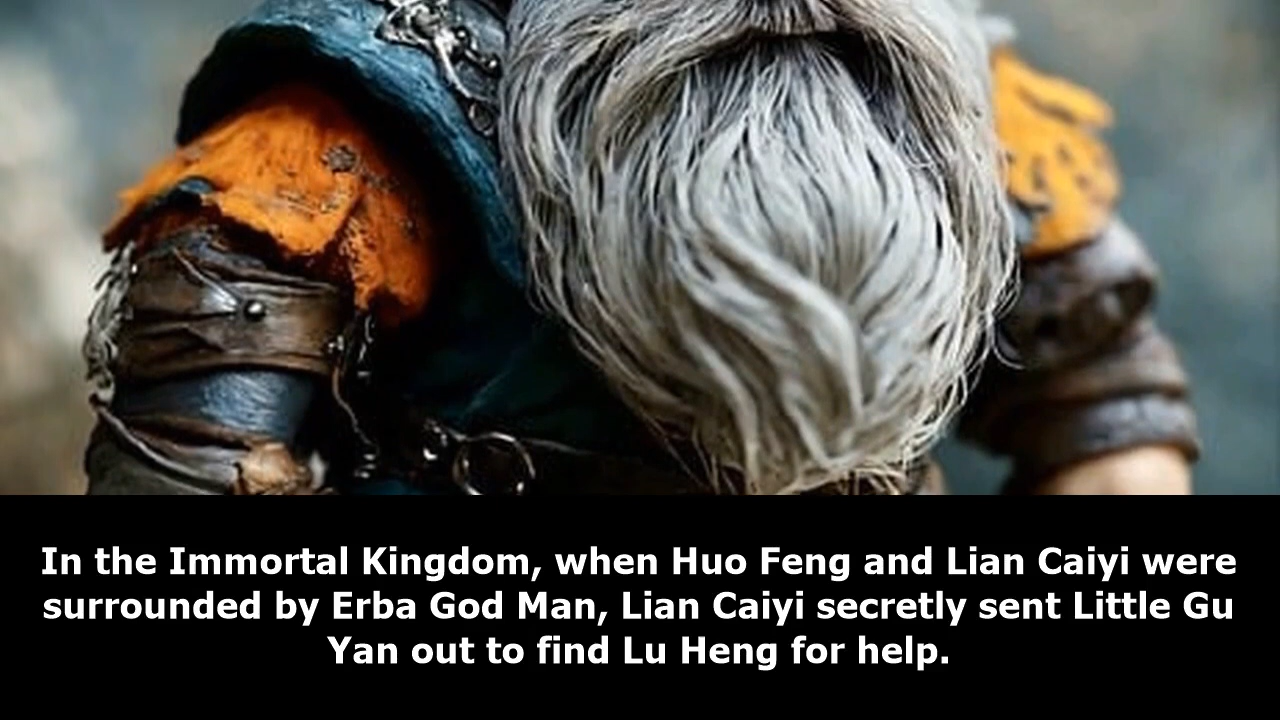 In the Immortal Kingdom, when Huo Feng and Lian Caiyi were
surrounded by Erba God Man, Lian Caiyi secretly sent Little Gu
Yan out to find Lu Heng for help.